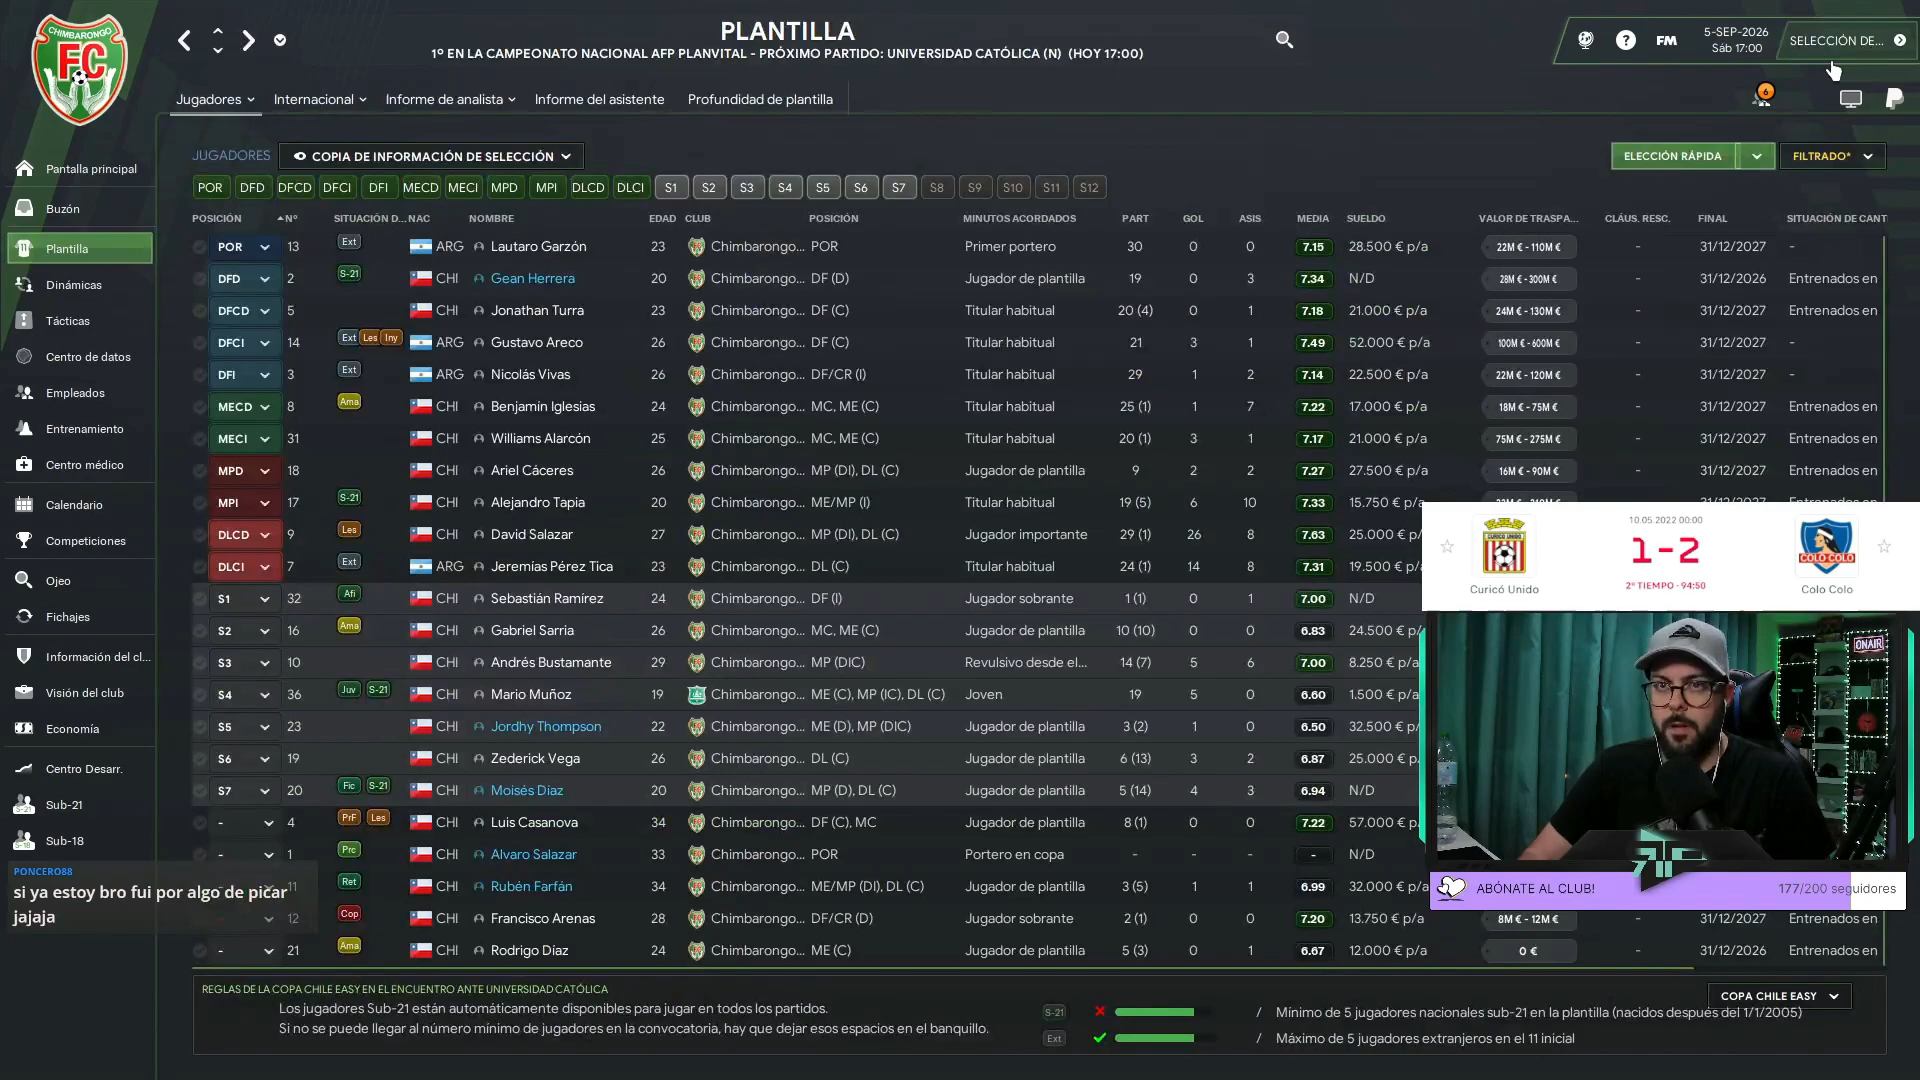 CHIMBARONGO
FC
PLANTILLA
1º EN LA CAMPEONATO NACIONAL AFP PLANVITAL - PRÓXIMO PARTIDO: UNIVERSIDAD CATÓLICA (N) (HOY 17:00)
FM
5-SEP-2026
Sáb 17:00
SELECCIÓN DE...
Jugadores
Internacional
Informe de analista
Informe del asistente
Profundidad de plantilla
6
Pantalla principal
Buzón
Plantilla
Dinámicas
Tácticas
Centro de datos
Empleados
Entrenamiento
Centro médico
Calendario
Competiciones
Ojeo
Fichajes
Información del cl...
Visión del club
Economía
Centro Desarr.
Sub-21
Sub-18
JUGADORES COPIA DE INFORMACIÓN DE SELECCIÓN
ELECCIÓN RÁPIDA
FILTRADO*
POR DFD DFCD DFCI DFI MECD MECI MPD MPI DLCD DLCI S1 S2 S3 S4 S5 S6 S7 S8 S9 S10 S11 S12
POSICIÓN Nº SITUACIÓN D... NAC NOMBRE EDAD CLUB POSICIÓN MINUTOS ACORDADOS PART GOL ASIS MEDIA SUELDO VALOR DE TRASPA... CLÁUS. RESC. FINAL SITUACIÓN DE CANT
POR 13 Ext ARG Lautaro Garzón 23 Chimbarongo... POR Primer portero 30 0 0 7.15 28.500 € p/a 22M € - 110M € - 31/12/2027 -
DFD 2 S-21 CHI Gean Herrera 20 Chimbarongo... DF (D) Jugador de plantilla 19 0 3 7.34 N/D 28M € - 300M € - 31/12/2026 Entrenados en
DFCD 5 CHI Jonathan Turra 23 Chimbarongo... DF (C) Titular habitual 20 (4) 0 1 7.18 21.000 € p/a 24M € - 130M € - 31/12/2027 Entrenados en
DFCI 14 Ext Les Iny ARG Gustavo Areco 26 Chimbarongo... DF (C) Titular habitual 21 3 1 7.49 52.000 € p/a 100M € - 600M € - 31/12/2027 -
DFI 3 Ext ARG Nicolás Vivas 26 Chimbarongo... DF/CR (I) Titular habitual 29 1 2 7.14 22.500 € p/a 22M € - 120M € - 31/12/2027 -
MECD 8 Ama CHI Benjamín Iglesias 24 Chimbarongo... MC, ME (C) Titular habitual 25 (1) 1 7 7.22 17.000 € p/a 18M € - 75M € - 31/12/2027 Entrenados en
MECI 31 CHI Williams Alarcón 25 Chimbarongo... MC, ME (C) Titular habitual 20 (1) 3 1 7.17 21.000 € p/a 75M € - 275M € - 31/12/2027 Entrenados en
MPD 18 CHI Ariel Cáceres 26 Chimbarongo... MP (DI), DL (C) Jugador de plantilla 9 2 2 7.27 27.500 € p/a 16M € - 90M € - 31/12/2027 Entrenados en
MPI 17 S-21 CHI Alejandro Tapia 20 Chimbarongo... ME/MP (I) Titular habitual 19 (5) 6 10 7.33 15.750 € p/a
DLCD 9 Les CHI David Salazar 27 Chimbarongo... MP (DI), DL (C) Jugador importante 29 (1) 26 8 7.63 25.000 € p/a
DLCI 7 Ext ARG Jeremías Pérez Tica 23 Chimbarongo... DL (C) Titular habitual 24 (1) 14 8 7.31 19.500 € p/a
S1 32 Afi CHI Sebastián Ramírez 24 Chimbarongo... DF (I) Jugador sobrante 1 (1) 0 1 7.00 N/D
S2 16 Ama CHI Gabriel Sarria 26 Chimbarongo... MC, ME (C) Jugador de plantilla 10 (10) 0 0 6.83 24.500 € p/
S3 10 CHI Andrés Bustamante 29 Chimbarongo... MP (DIC) Revulsivo desde el... 14 (7) 5 6 7.00 8.250 € p/a
S4 36 Juv S-21 CHI Mario Muñoz 19 Chimbarongo... ME (C), MP (IC), DL (C) Joven 19 5 0 6.60 1.500 € p/a
S5 23 CHI Jordhy Thompson 22 Chimbarongo... ME (D), MP (DIC) Jugador de plantilla 3 (2) 1 0 6.50 32.500 € p/
S6 19 CHI Zederick Vega 26 Chimbarongo... DL (C) Jugador de plantilla 6 (13) 3 2 6.87 25.000 € p/
S7 20 Fic S-21 CHI Moisés Díaz 20 Chimbarongo... MP (D), DL (C) Jugador de plantilla 5 (14) 4 3 6.94 N/D
- 4 PrF Les CHI Luis Casanova 34 Chimbarongo... DF (C), MC Jugador de plantilla 8 (1) 0 0 7.22 57.000 € p/
- 1 Prc CHI Alvaro Salazar 33 Chimbarongo... POR Portero en copa - - - - N/D
- 11 Ret CHI Rubén Farfán 34 Chimbarongo... ME/MP (DI), DL (C) Jugador de plantilla 3 (5) 1 1 6.99 32.000 € p/
12 Cop CHI Francisco Arenas 28 Chimbarongo... DF/CR (D) Jugador sobrante 2 (1) 0 0 7.20 13.750 € p/a 8M € - 12M € - 31/12/2027 Entrenados en
- 21 Ama CHI Rodrigo Díaz 24 Chimbarongo... ME (C) Jugador de plantilla 5 (3) 0 1 6.67 12.000 € p/a 0 € - 31/12/2026 Entrenados en
10.05.2022 00:00
1-2
2º TIEMPO - 94:50
Curicó Unido
COLO COLO
Colo Colo
ON AIR
ABÓNATE AL CLUB! 177/200 seguidores
PONCERO88
si ya estoy bro fui por algo de picar
jajaja
REGLAS DE LA COPA CHILE EASY EN EL ENCUENTRO ANTE UNIVERSIDAD CATÓLICA
COPA CHILE EASY
Los jugadores Sub-21 están automáticamente disponibles para jugar en todos los partidos.
Si no se puede llegar al número mínimo de jugadores en la convocatoria, hay que dejar esos espacios en el banquillo.
S-21 / Mínimo de 5 jugadores nacionales sub-21 en la plantilla (nacidos después del 1/1/2005)
Ext / Máximo de 5 jugadores extranjeros en el 11 inicial